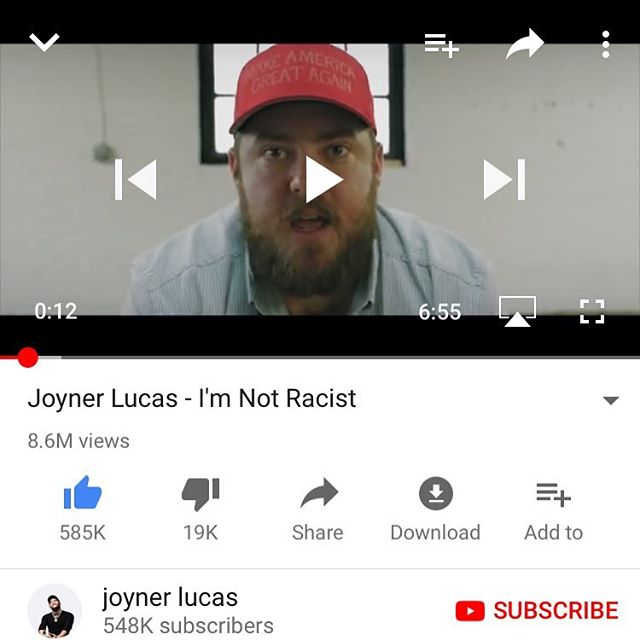 MAKE AMERICA
GREAT AGAIN
0:12
6:55
Joyner Lucas - I'm Not Racist
8.6M views
585K
19K
Share
Download
Add to
joyner lucas
SUBSCRIBE
548K subscribers